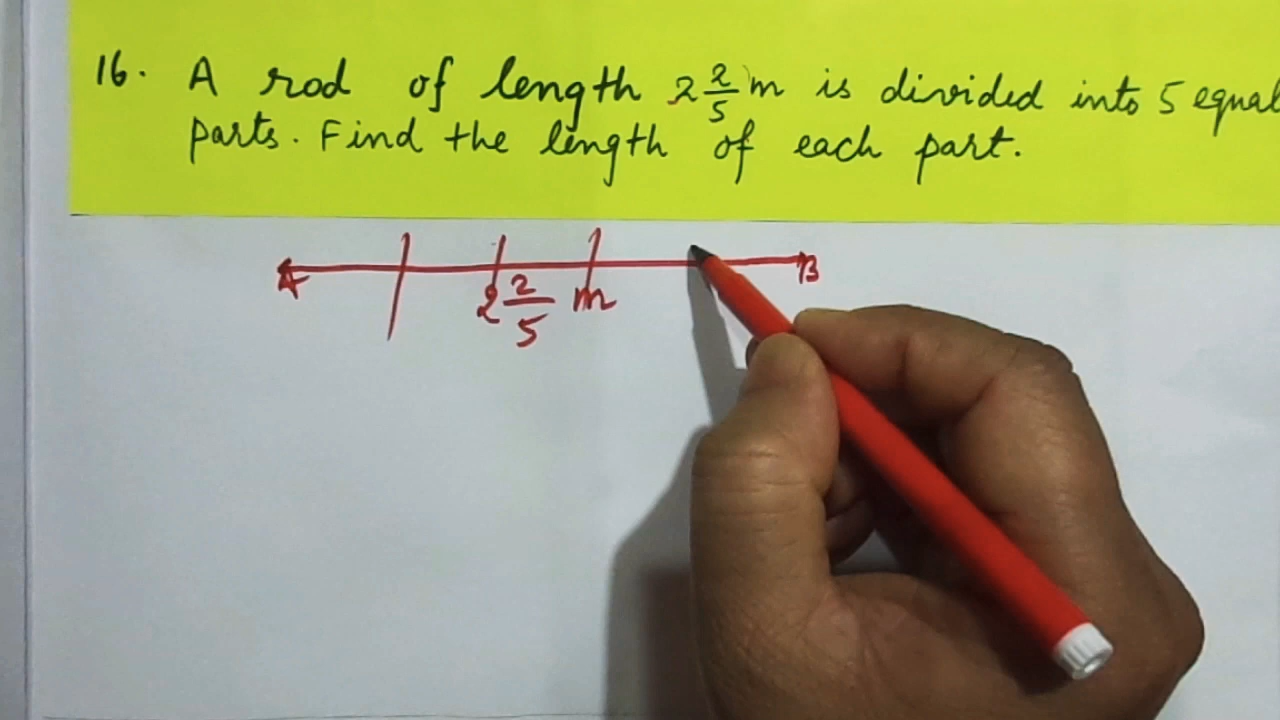 16. A rod of length 2 2/5 m is divided into 5 equal
parts. Find the length of each part.
A B
2 2/5 m